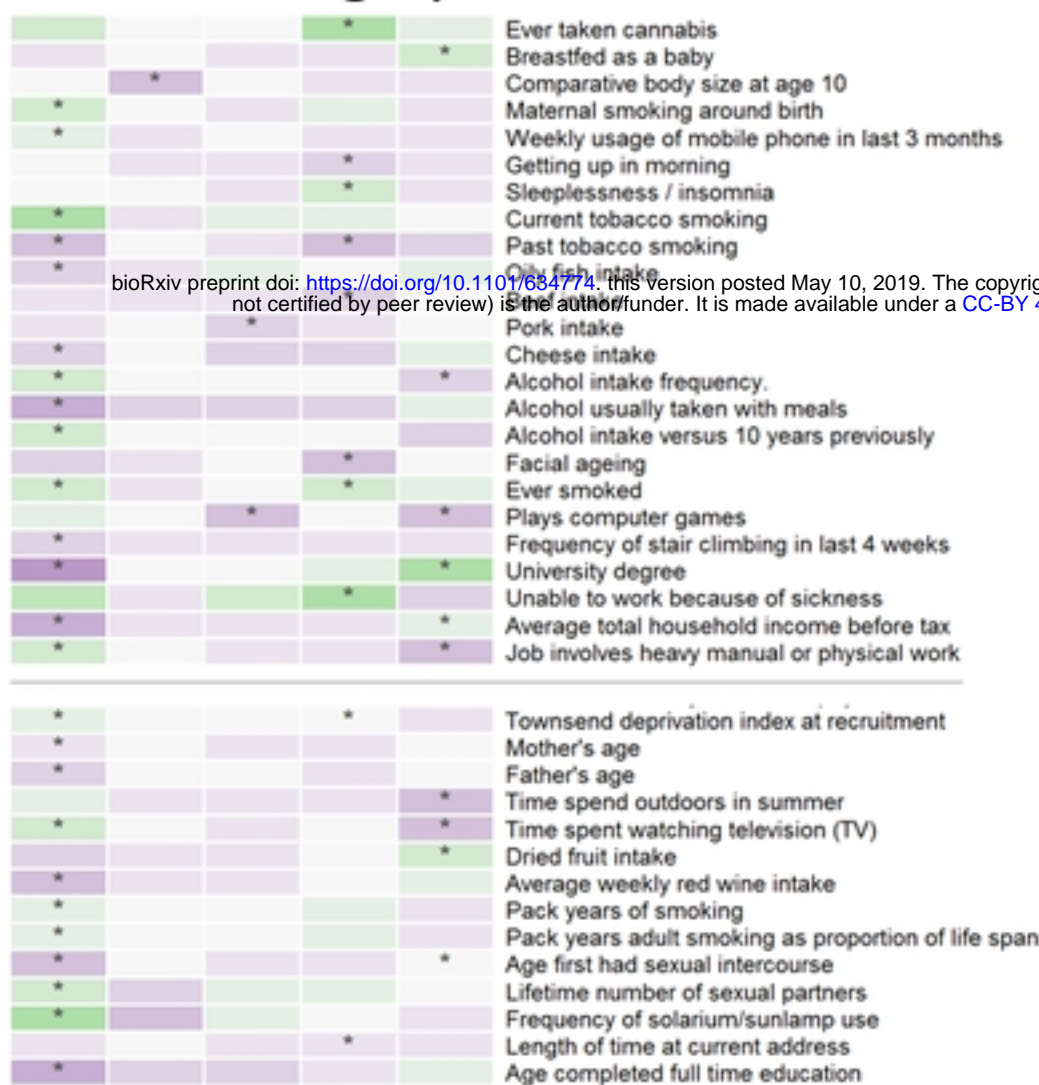 Ever taken cannabis
Breastfed as a baby
Comparative body size at age 10
Maternal smoking around birth
Weekly usage of mobile phone in last 3 months
Getting up in morning
Sleeplessness / insomnia
Current tobacco smoking
Past tobacco smoking
Oily fish intake
bioRxiv preprint doi: https://doi.org/10.1101/634774. this version posted May 10, 2019. The
Beef intake
not certified by peer review) is the author/funder. It is made available under a CC-BY
Pork intake
Cheese intake
Alcohol intake frequency.
Alcohol usually taken with meals
Alcohol intake versus 10 years previously
Facial ageing
Ever smoked
Plays computer games
Frequency of stair climbing in last 4 weeks
University degree
Unable to work because of sickness
Average total household income before tax
Job involves heavy manual or physical work
Townsend deprivation index at recruitment
Mother's age
Father's age
Time spend outdoors in summer
Time spent watching television (TV)
Dried fruit intake
Average weekly red wine intake
Pack years of smoking
Pack years adult smoking as proportion of life span
Age first had sexual intercourse
Lifetime number of sexual partners
Frequency of solarium/sunlamp use
Length of time at current address
Age completed full time education